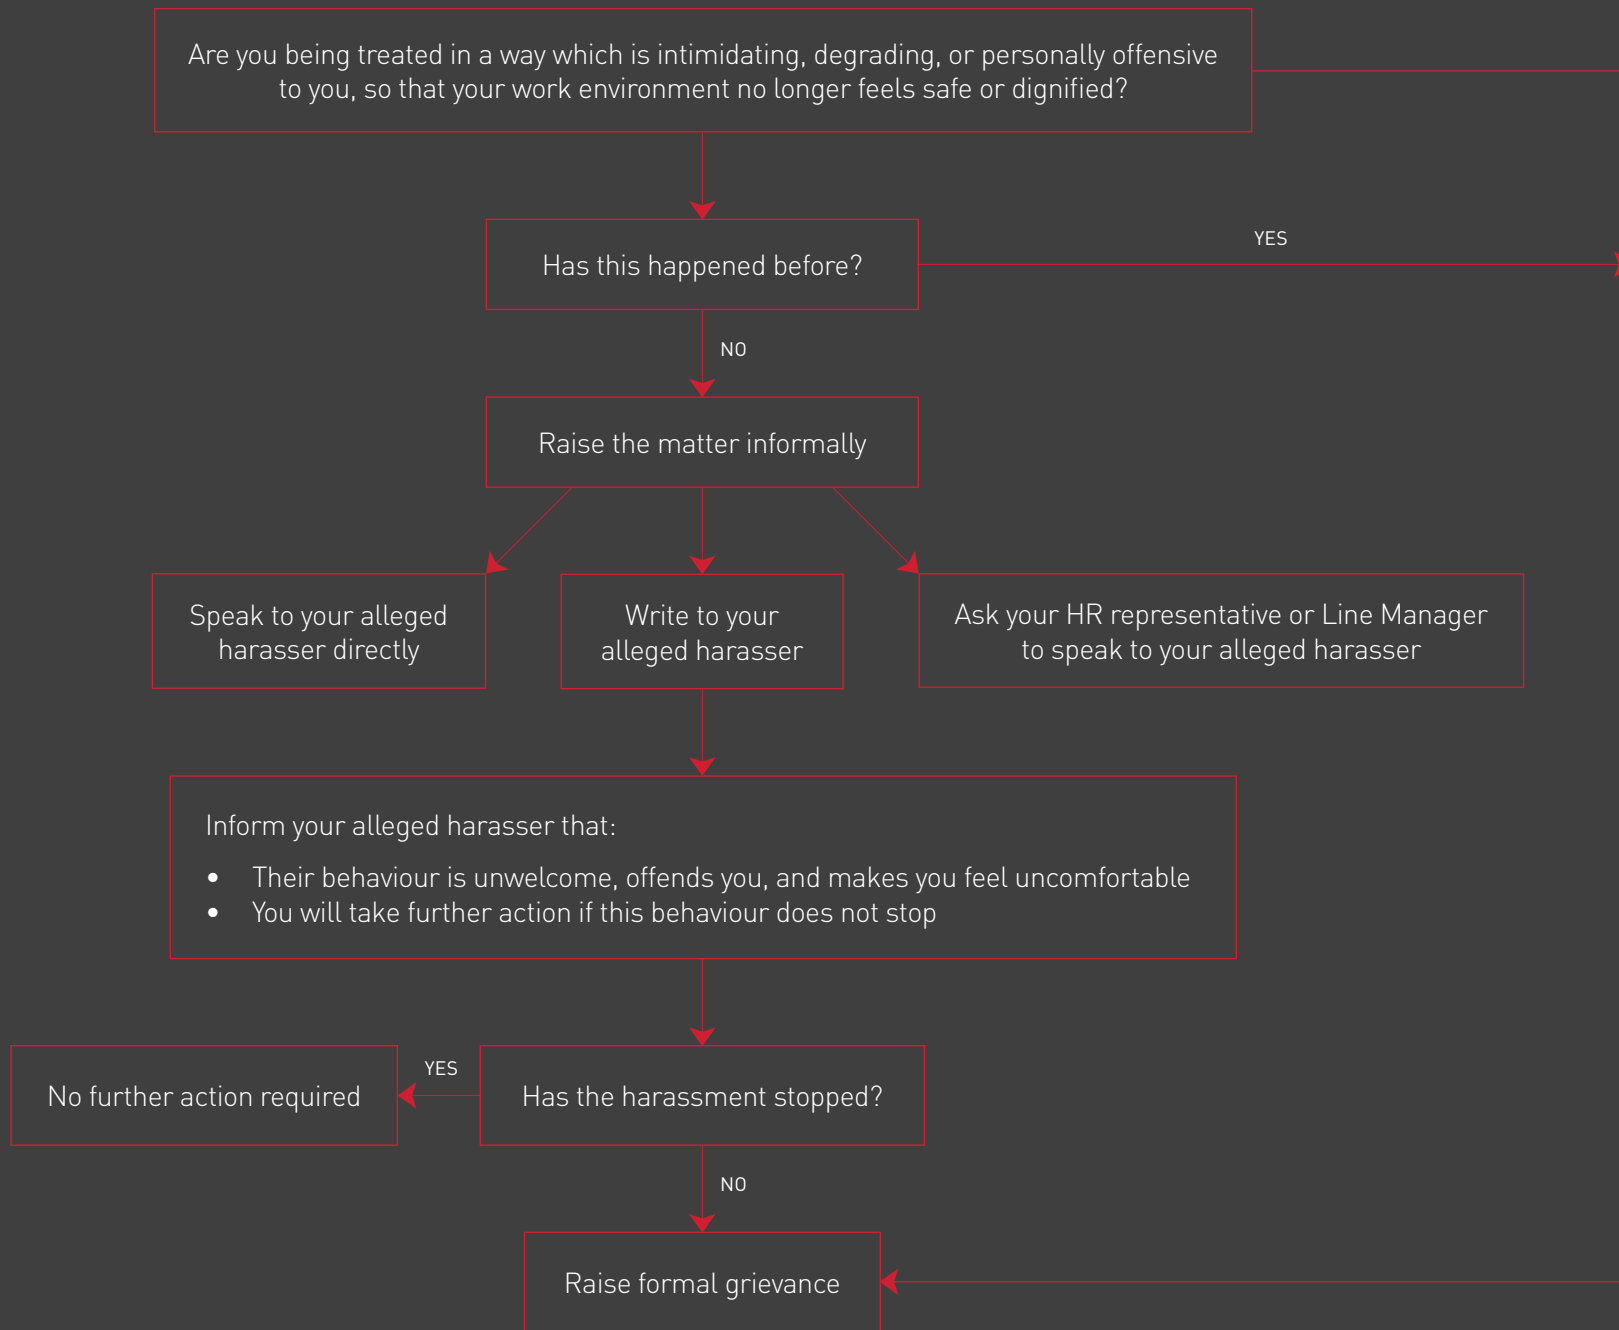 Are you being treated in a way which is intimidating, degrading, or personally offensive
to you, so that your work environment no longer feels safe or dignified?
Has this happened before?
YES
NO
Raise the matter informally
Speak to your alleged
harasser directly
Write to your
alleged harasser
Ask your HR representative or Line Manager
to speak to your alleged harasser
Inform your alleged harasser that:
• Their behaviour is unwelcome, offends you, and makes you feel uncomfortable
• You will take further action if this behaviour does not stop
No further action required
YES
Has the harassment stopped?
NO
Raise formal grievance